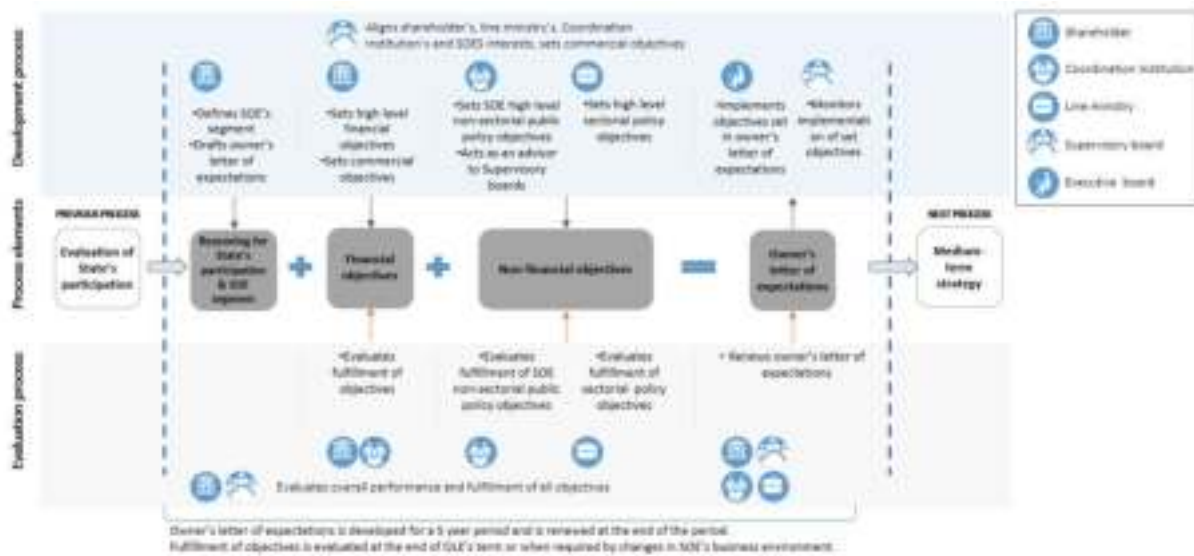 Aligns shareholder's, line ministry's, Coordination
institution's and SOES interests, sets commercial objectives
Shareholder
Coordination Institution
Line ministry
Supervisory board
Executive board
Development process
•Defines SOE's
segment
•Drafts owner's
letter of
expectations
•Sets high level
financial
objectives
•Sets commercial
objectives
•Sets SOE high level
non-sectorial public
policy objectives
•Acts as an advisor
to Supervisory
boards
•Sets high level
sectorial policy
objectives
•Implements
objectives set
in owner's
letter of
expectations
•Monitors
implementati
on of set
objectives
Process elements
PREVIOUS PROCESS
Evaluation of
State's
participation
Reasoning for
State's
participation
& SOE
segment
Financial
objectives
Non-financial objectives
Owner's
letter of
expectations
NEXT PROCESS
Medium-
term
strategy
Evaluation process
•Evaluates
fulfillment of
objectives
•Evaluates
fulfillment of SOE
non-sectorial public
policy objectives
•Evaluates
fulfillment of
sectorial policy
objectives
• owner's letter of
expectations
Evaluates overall performance and fulfillment of all objectives
Owner's letter of expectations is developed for a 5 year period and is renewed at the end of the period.
Fulfillment of objectives is evaluated at the end of OLE's term or when required by changes in SOE's business environment